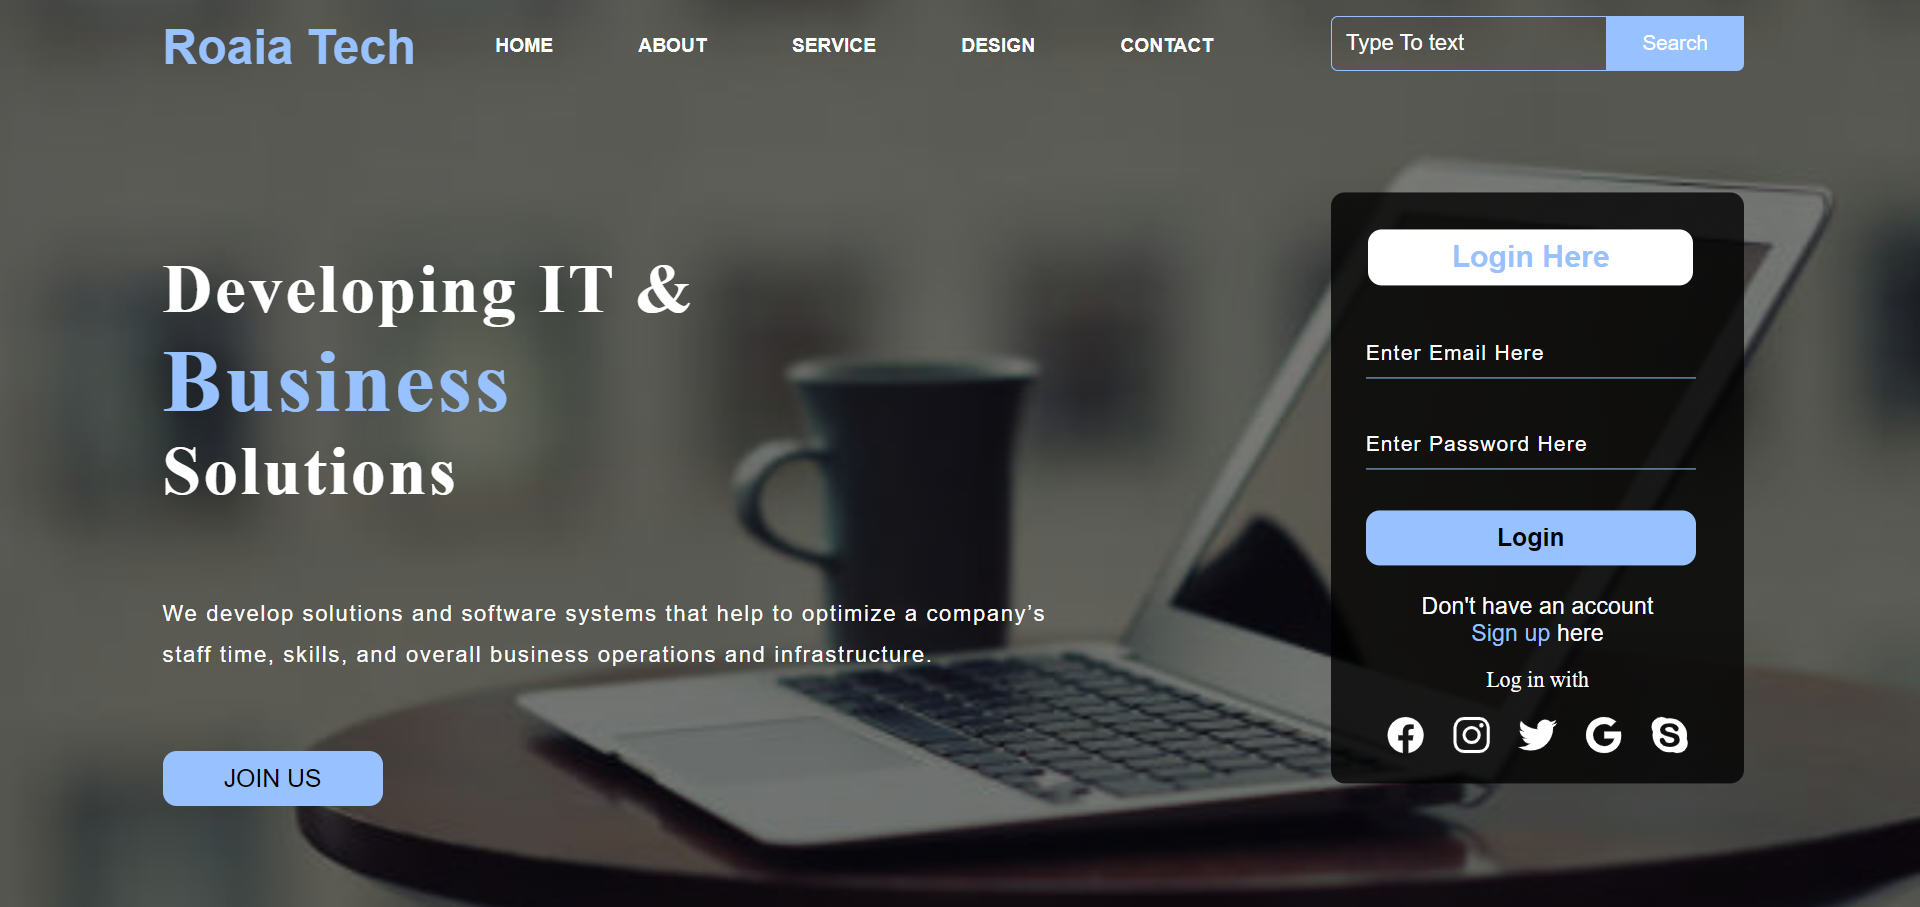 Roaia Tech
HOME
ABOUT
SERVICE
DESIGN
CONTACT
Type To text
Search
Developing IT &
Business
Solutions
We develop solutions and software systems that help to optimize a company’s
staff time, skills, and overall business operations and infrastructure.
JOIN US
Login Here
Enter Email Here
Enter Password Here
Login
Don't have an account
Sign up here
Log in with